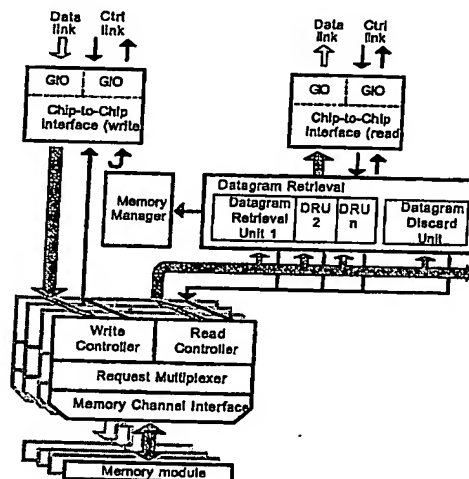 Data link
Ctrl link
Data link
Ctrl link
GIO
GIO
GIO
GIO
Chip-to-Chip
Interface (write
Chip-to-Chip
Interface (read
Memory
Manager
Datagram Retrieval
Datagram
Retrieval
Unit 1
DRU
2
DRU
n
Datagram
Discard
Unit
Write
Controller
Read
Controller
Request Multiplexer
Memory Channel Interface
Memory module